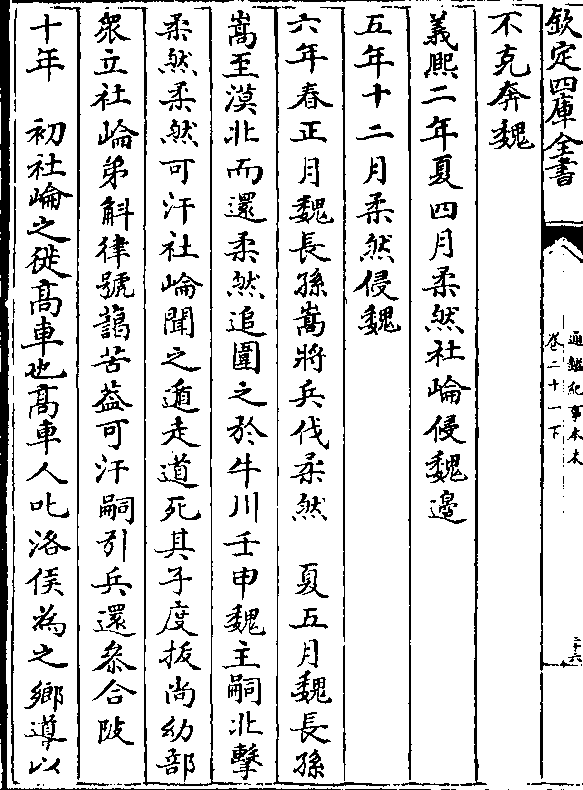 欽定四庫全書
通鑑紀事本末
卷二十一下
二十六
不克奔魏
義熙二年夏四月柔然社崘侵魏邊
五年十二月柔然侵魏
六年春正月魏長孫嵩將兵伐柔然　夏五月魏長孫
嵩至漠北而還柔然追圍之於牛川壬申魏主嗣北擊
柔然柔然可汗社崘聞之遁走道死其子度拔尚幼部
衆立社崘弟斛律號藹苦葢可汗嗣引兵還叅合陂
十年　初社崘之徙高車也高車人叱洛侯為之鄉導以